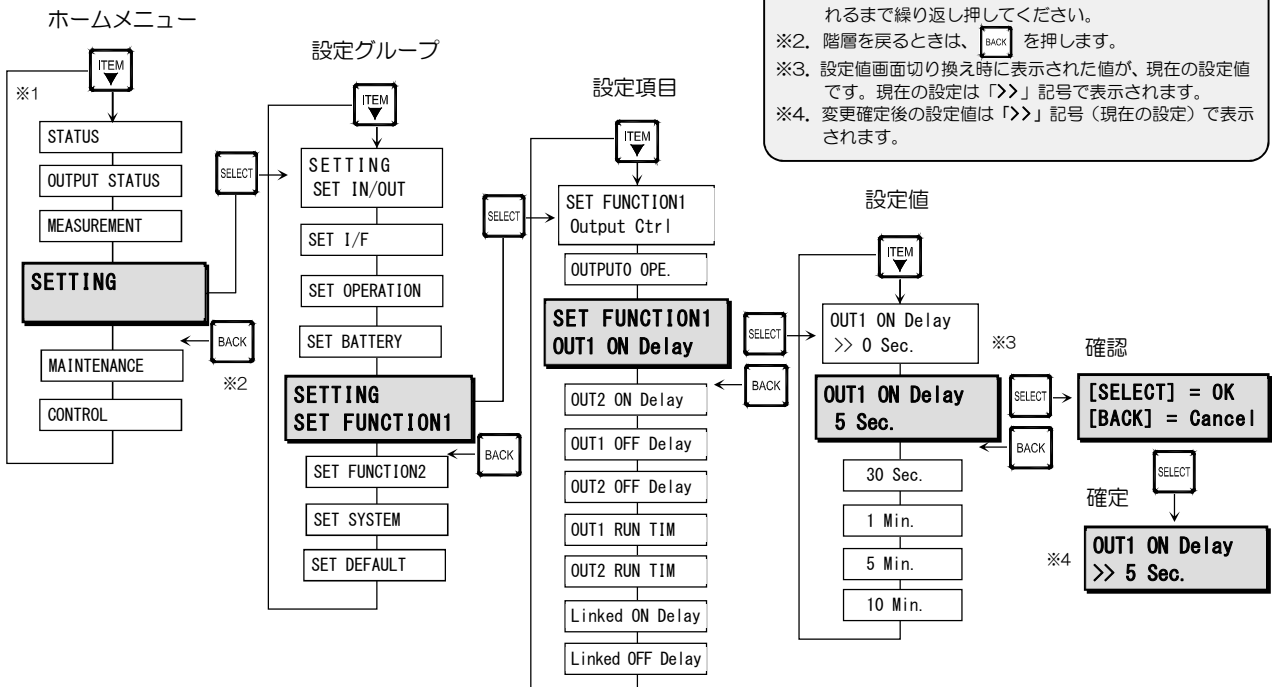 れるまで繰り返し押してください。
※2. 階層を戻るときは、 BACK を押します。
※3. 設定値画面切り換え時に表示された値が、現在の設定値
です。現在の設定は「>>」記号で表示されます。
※4. 変更確定後の設定値は「>>」記号（現在の設定）で表示
されます。
ホームメニュー
ITEM
※1
STATUS
OUTPUT STATUS
MEASUREMENT
SETTING
MAINTENANCE
CONTROL
SELECT
BACK
※2
設定グループ
ITEM
SETTING
SET IN/OUT
SET I/F
SET OPERATION
SET BATTERY
SETTING
SET FUNCTION1
SET FUNCTION2
SET SYSTEM
SET DEFAULT
SELECT
BACK
設定項目
ITEM
SET FUNCTION1
Output Ctrl
OUTPUT0 OPE.
SET FUNCTION1
OUT1 ON Delay
OUT2 ON Delay
OUT1 OFF Delay
OUT2 OFF Delay
OUT1 RUN TIM
OUT2 RUN TIM
Linked ON Delay
Linked OFF Delay
SELECT
BACK
設定値
ITEM
OUT1 ON Delay
>> 0 Sec.
※3
OUT1 ON Delay
5 Sec.
30 Sec.
1 Min.
5 Min.
10 Min.
SELECT
BACK
確認
[SELECT] = OK
[BACK] = Cancel
SELECT
確定
※4
OUT1 ON Delay
>> 5 Sec.